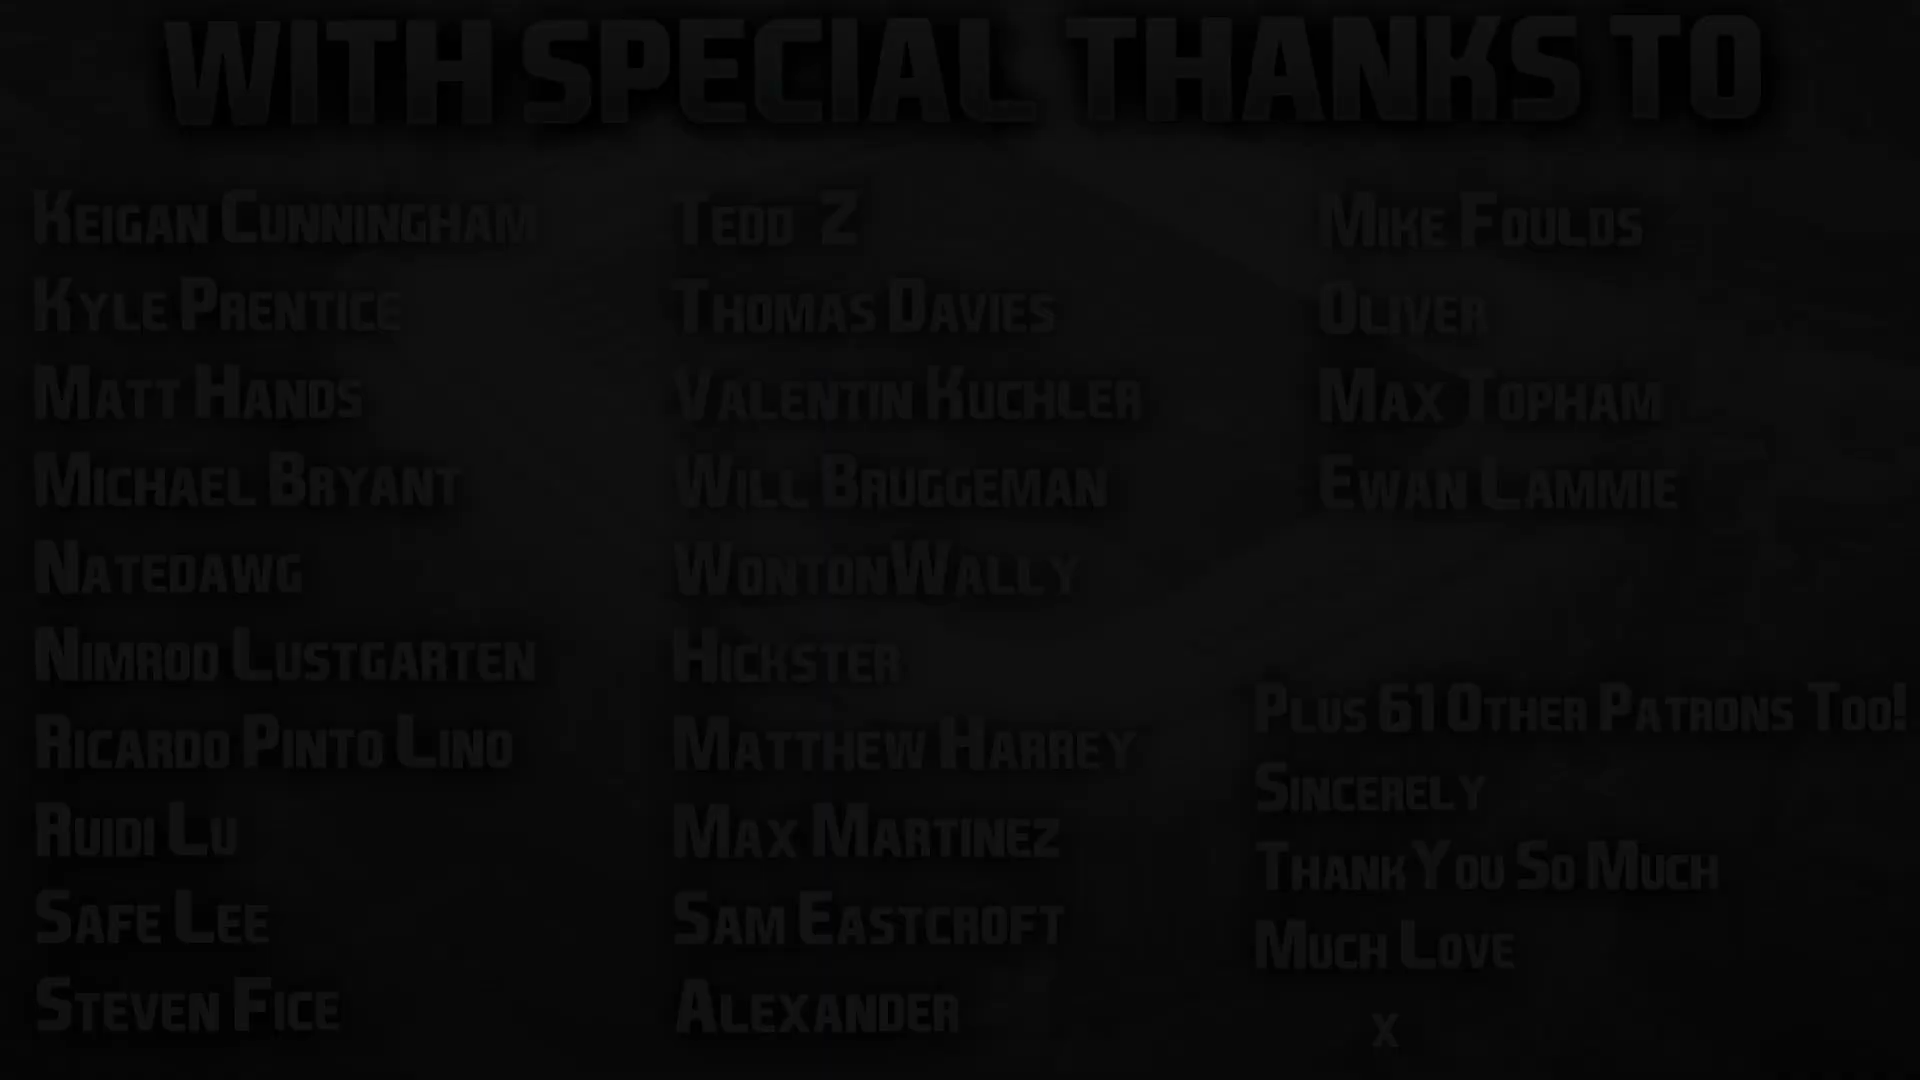 WITH SPECIAL THANKS TO
KEIGAN CUNNINGHAM
KYLE PRENTICE
MATT HANDS
MICHAEL BRYANT
NATEDAWG
NIMROD LUSTGARTEN
RICARDO PINTO LINO
RUIDI LU
SAFE LEE
STEVEN FICE
TEDD Z
THOMAS DAVIES
VALENTIN KUCHLER
WILL BRUGGEMAN
WONTONWALLY
HICKSTER
MATTHEW HARREY
MAX MARTINEZ
SAM EASTCROFT
ALEXANDER
MIKE FOULDS
OLIVER
MAX TOPHAM
EWAN LAMMIE
PLUS 61 OTHER PATRONS TOO!
SINCERELY
THANK YOU SO MUCH
MUCH LOVE
X